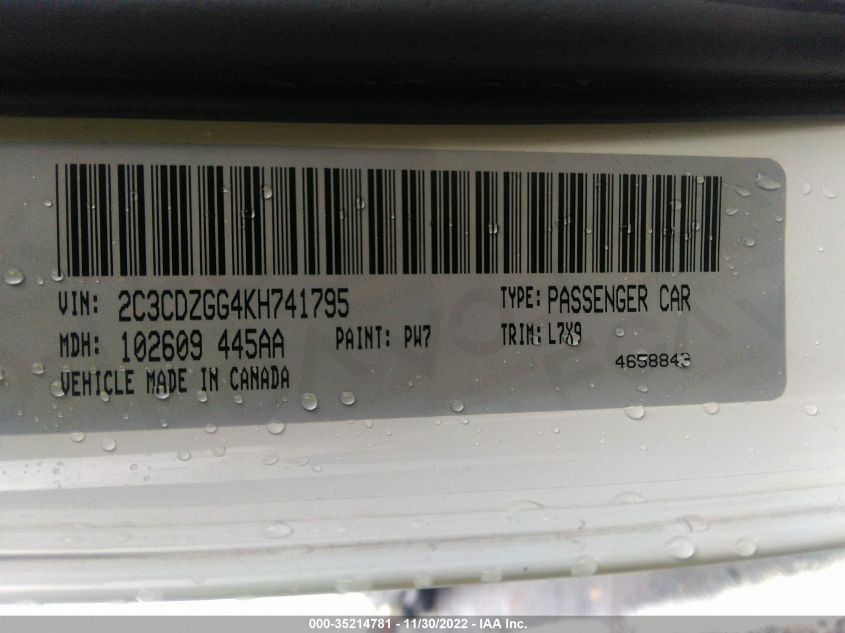 VIN: 2C3CDZGG4KH741795 TYPE: PASSENGER CAR
MDH: 102609 445AA PAINT: PW7 TRIM: L7X9
4658843
VEHICLE MADE IN CANADA
000-35214781 - 11/30/2022 - IAA Inc.